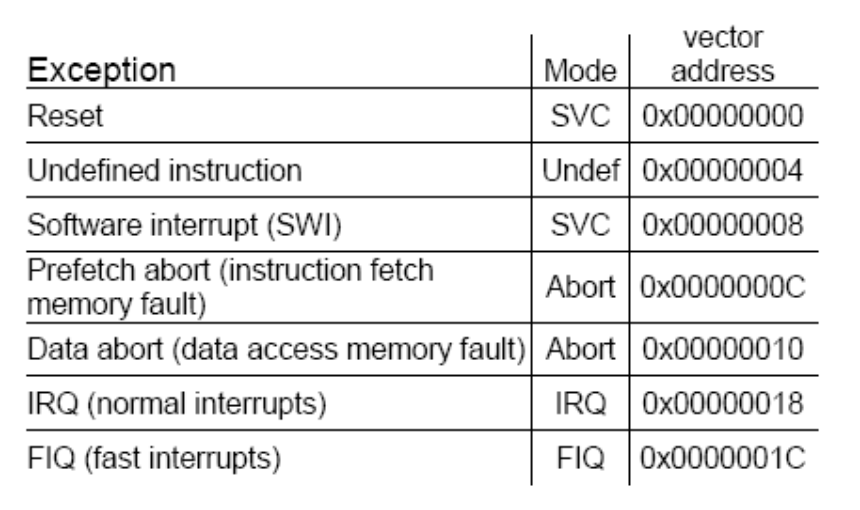 Exception Mode vector address
Reset SVC 0x00000000
Undefined instruction Undef 0x00000004
Software interrupt (SWI) SVC 0x00000008
Prefetch abort (instruction fetch memory fault) Abort 0x0000000C
Data abort (data access memory fault) Abort 0x00000010
IRQ (normal interrupts) IRQ 0x00000018
FIQ (fast interrupts) FIQ 0x0000001C